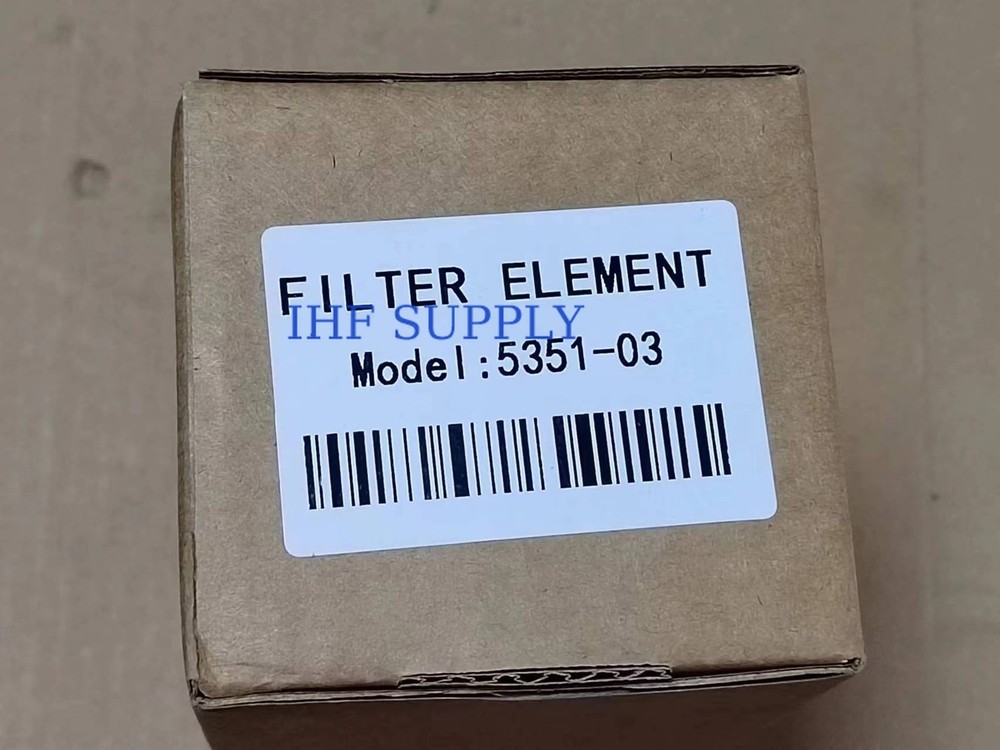 FILTER ELEMENT
IHF SUPPLY
Model:5351-03